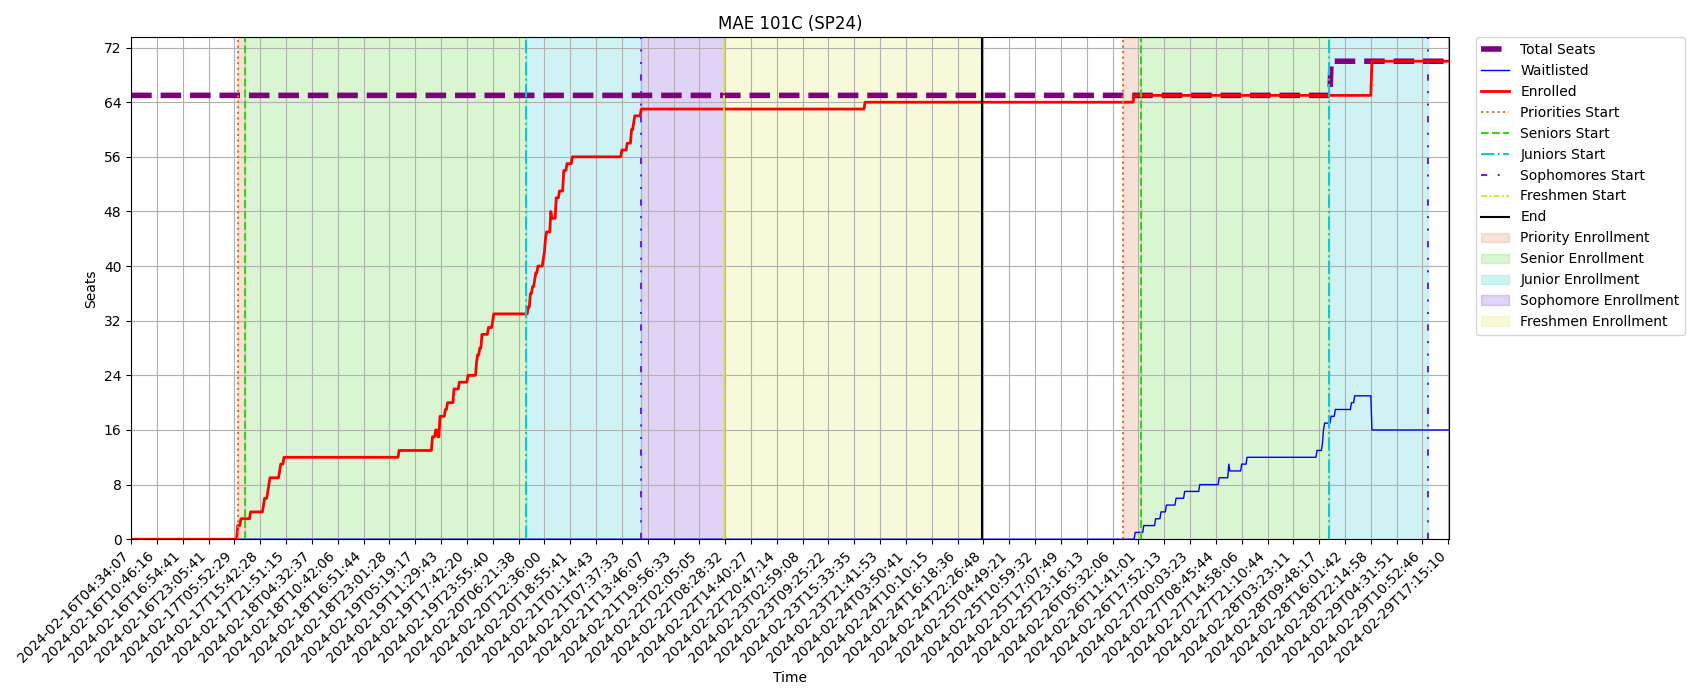 MAE 101C (SP24)
Seats
72
64
56
48
40
32
24
16
8
0
2024-02-16T04:34:07
2024-02-16T10:46:16
2024-02-16T16:54:41
2024-02-16T23:05:41
2024-02-17T05:52:29
2024-02-17T15:42:28
2024-02-17T21:51:15
2024-02-18T04:32:37
2024-02-18T10:42:06
2024-02-18T16:51:44
2024-02-18T23:01:28
2024-02-19T05:19:17
2024-02-19T11:29:43
2024-02-19T17:42:20
2024-02-19T23:55:40
2024-02-20T06:21:38
2024-02-20T12:36:00
2024-02-20T18:55:41
2024-02-21T01:14:43
2024-02-21T07:37:33
2024-02-21T13:46:07
2024-02-21T19:56:33
2024-02-22T02:05:05
2024-02-22T08:28:32
2024-02-22T14:40:27
2024-02-22T20:47:14
2024-02-23T02:59:08
2024-02-23T09:25:22
2024-02-23T15:33:35
2024-02-23T21:41:53
2024-02-24T03:50:41
2024-02-24T10:10:15
2024-02-24T16:18:36
2024-02-24T22:26:48
2024-02-25T04:49:21
2024-02-25T10:59:32
2024-02-25T17:07:49
2024-02-25T23:16:13
2024-02-26T05:32:06
2024-02-26T11:41:01
2024-02-26T17:52:13
2024-02-27T00:03:23
2024-02-27T08:45:44
2024-02-27T14:58:06
2024-02-27T21:10:44
2024-02-28T03:23:11
2024-02-28T09:48:17
2024-02-28T16:01:42
2024-02-28T22:14:58
2024-02-29T04:31:51
2024-02-29T10:52:46
2024-02-29T17:15:10
Time
Total Seats
Waitlisted
Enrolled
Priorities Start
Seniors Start
Juniors Start
Sophomores Start
Freshmen Start
End
Priority Enrollment
Senior Enrollment
Junior Enrollment
Sophomore Enrollment
Freshmen Enrollment